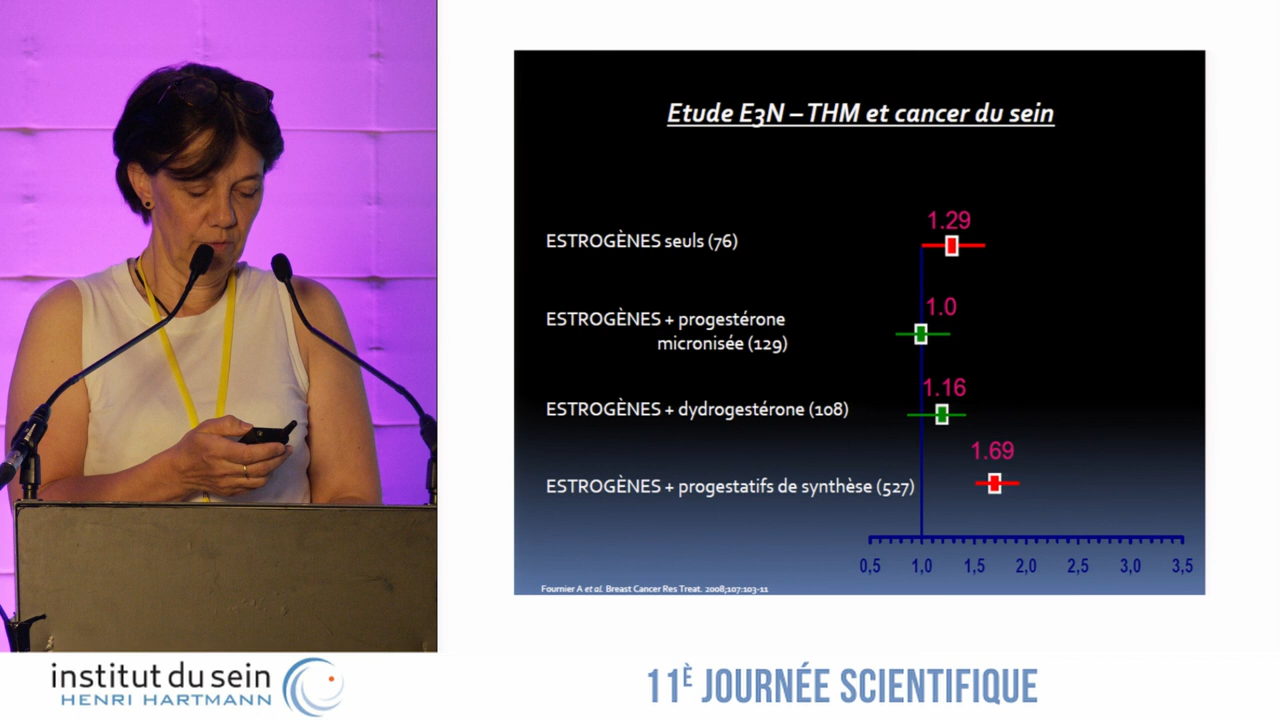 Etude E3N – THM et cancer du sein
1.29
ESTROGÈNES seuls (76)
1.0
ESTROGÈNES + progestérone
micronisée (129)
1.16
ESTROGÈNES + dydrogestérone (108)
1.69
ESTROGÈNES + progestatifs de synthèse (527)
0,5 1,0 1,5 2,0 2,5 3,0 3,5
Fournier A et al. Breast Cancer Res Treat. 2008;107:103-11
institut du sein
HENRI HARTMANN
11È JOURNÉE SCIENTIFIQUE